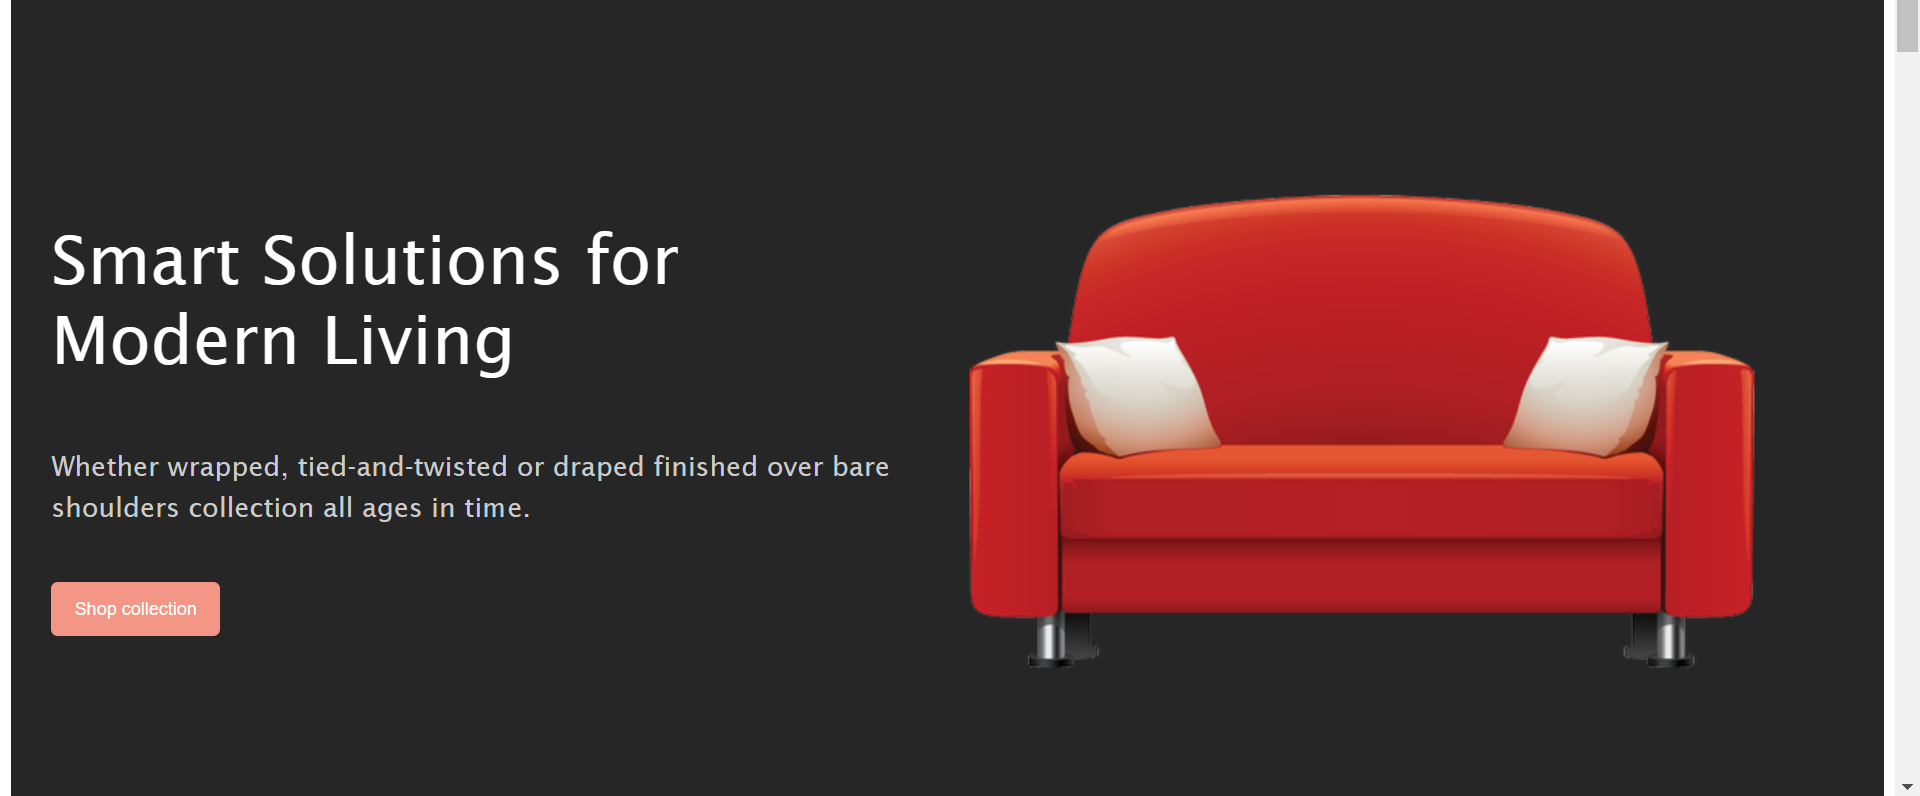 Smart Solutions for
Modern Living
Whether wrapped, tied-and-twisted or draped finished over bare
shoulders collection all ages in time.
Shop collection